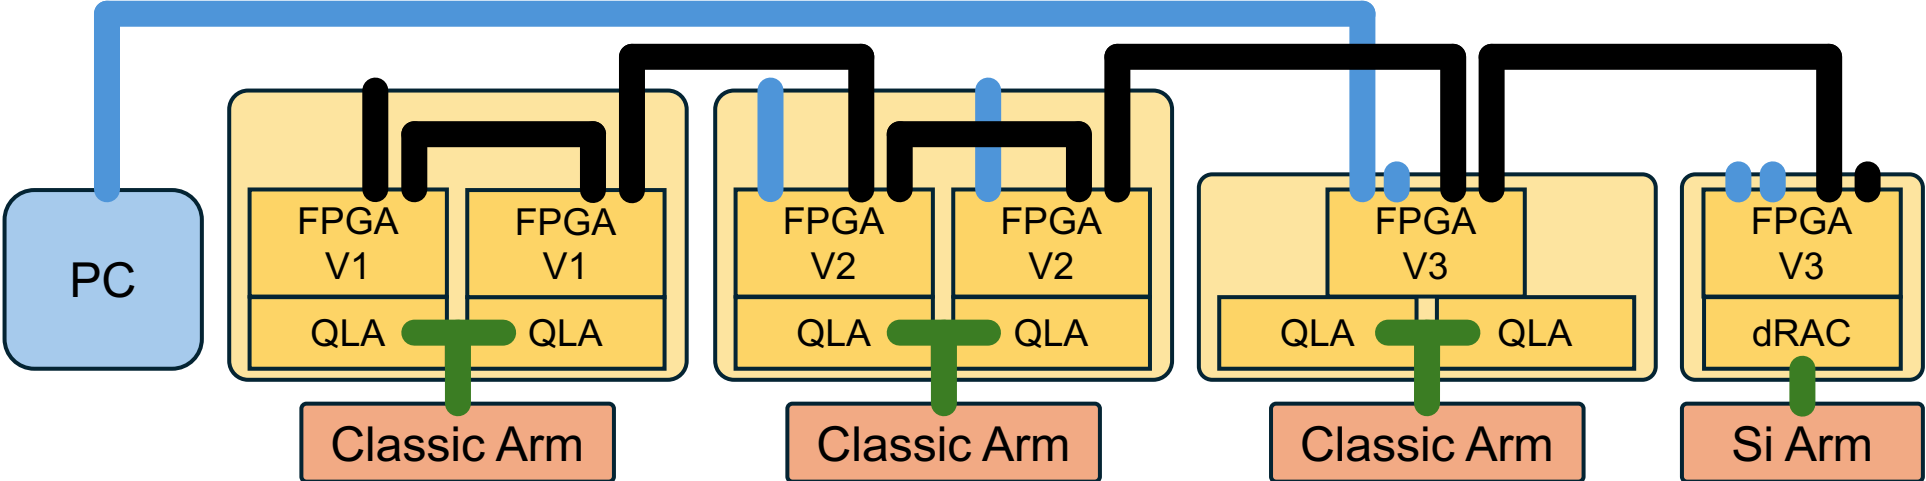 PC
FPGA
V1
FPGA
V1
QLA
QLA
Classic Arm
FPGA
V2
FPGA
V2
QLA
QLA
Classic Arm
FPGA
V3
QLA
QLA
Classic Arm
FPGA
V3
dRAC
Si Arm